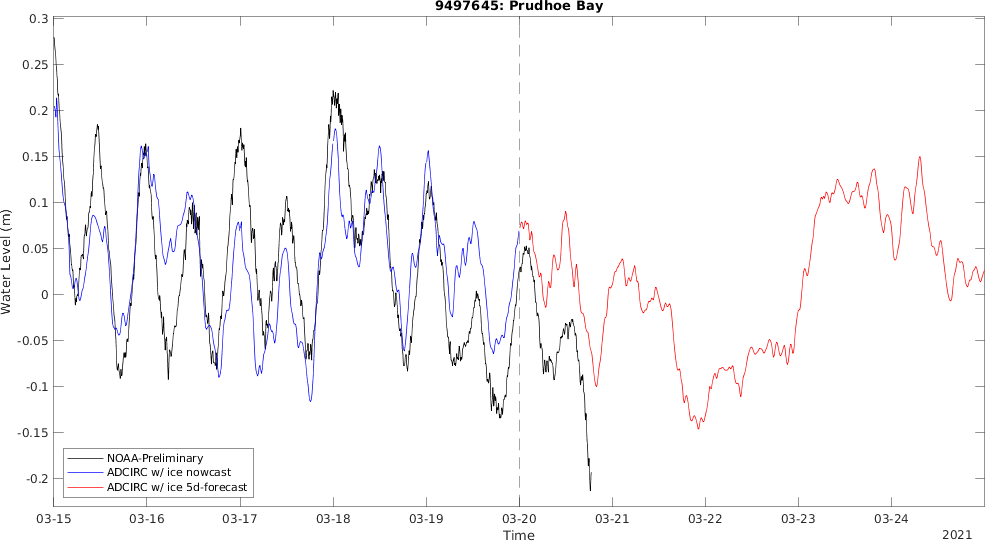 9497645: Prudhoe Bay
0.3
0.25
0.2
0.15
0.1
0.05
0
-0.05
-0.1
-0.15
-0.2
Water Level (m)
NOAA-Preliminary
ADCIRC w/ ice nowcast
ADCIRC w/ ice 5d-forecast
03-15 03-16 03-17 03-18 03-19 03-20 03-21 03-22 03-23 03-24
Time
2021